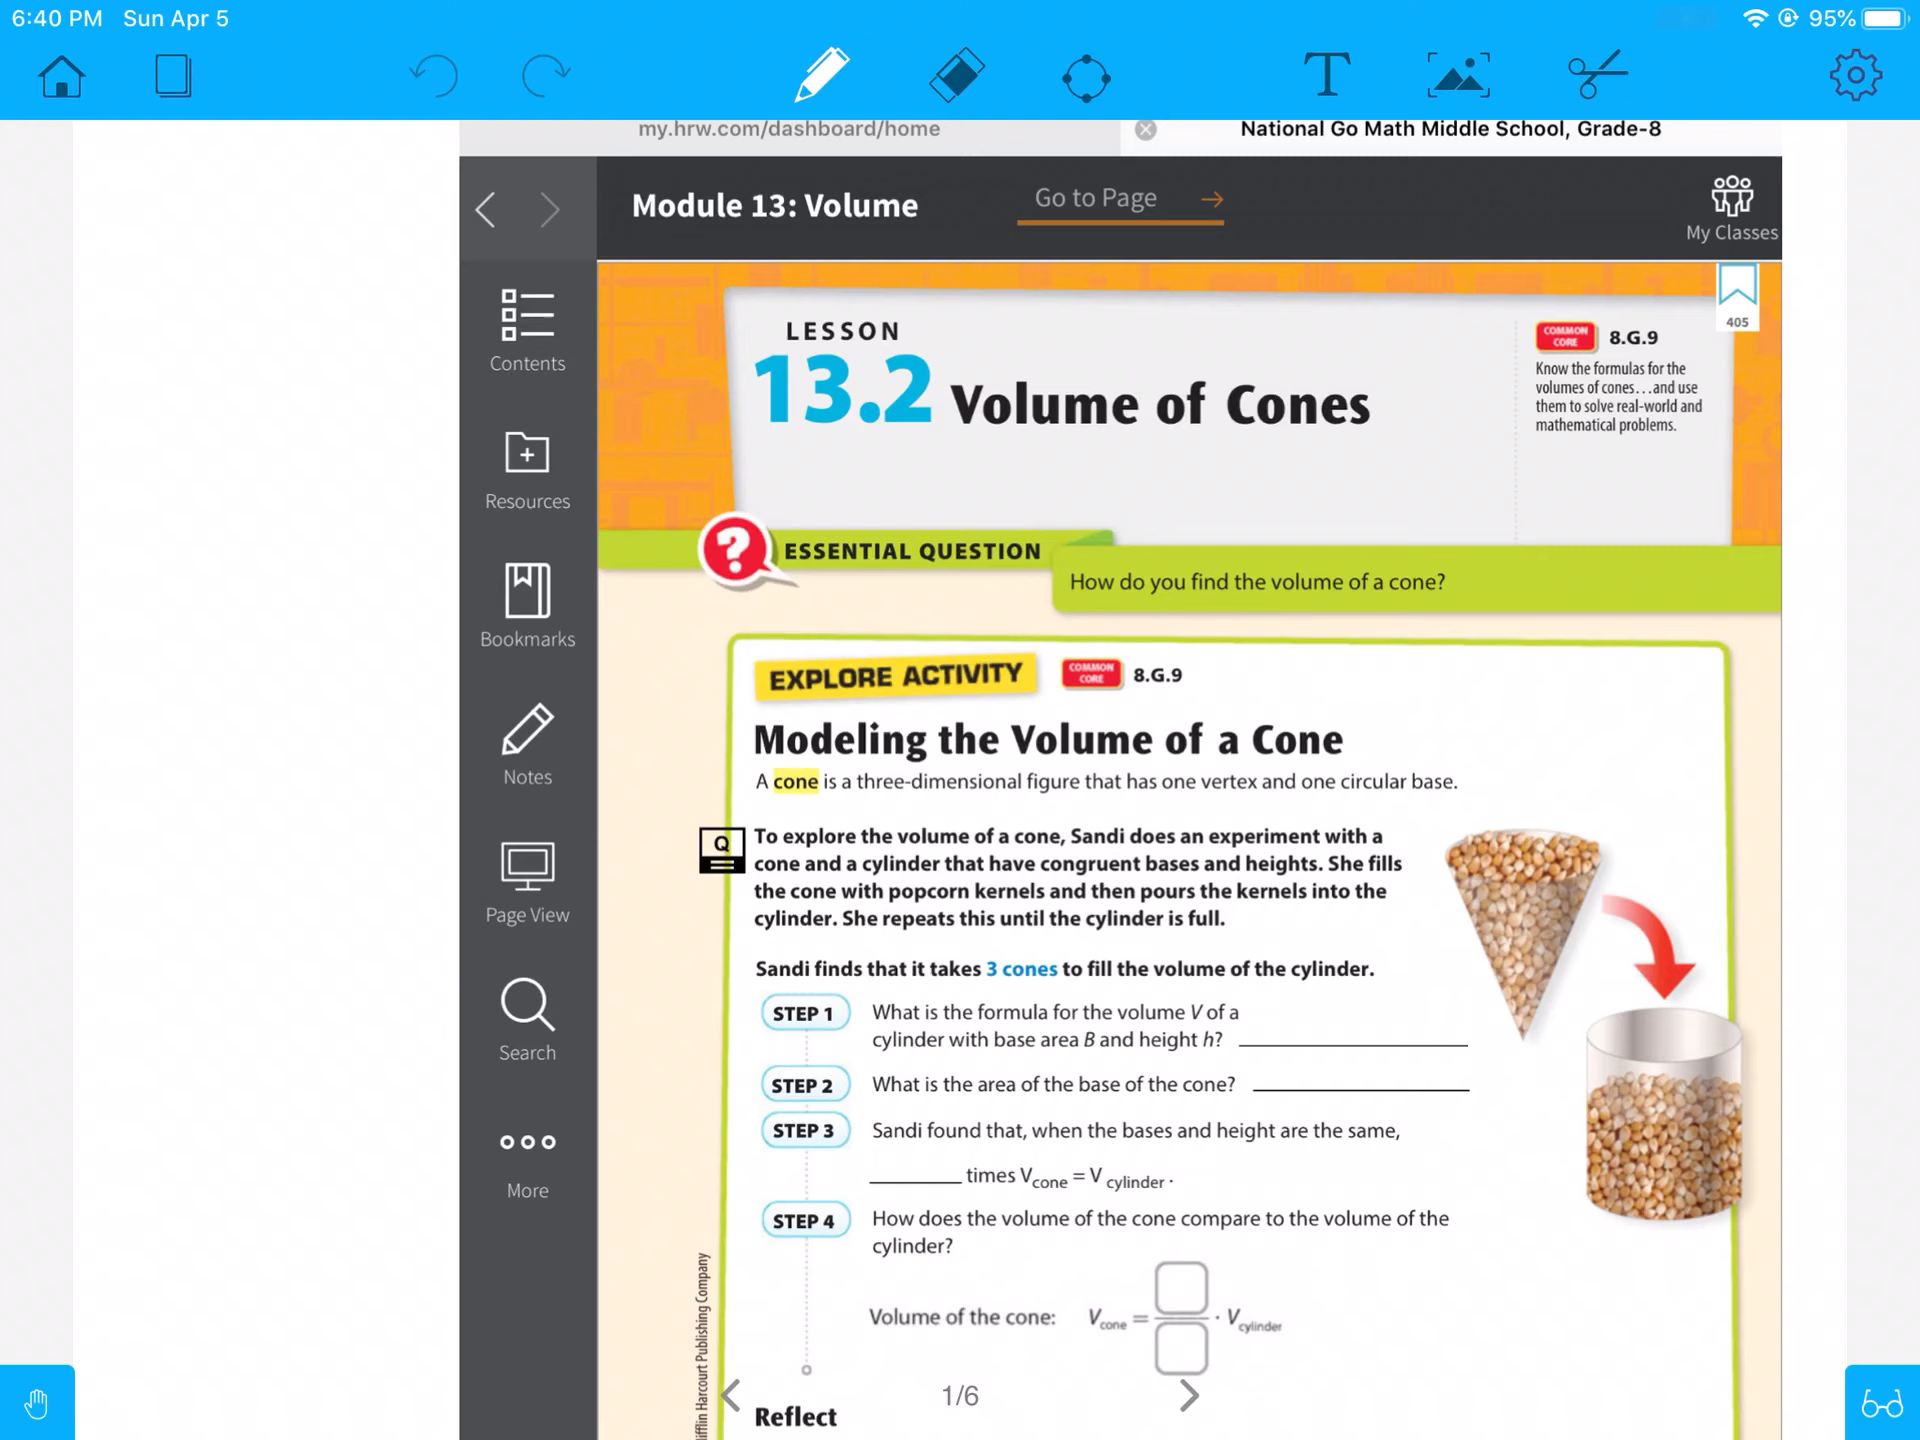 6:40 PM Sun Apr 5
95%
T
my.hrw.com/dashboard/home
National Go Math Middle School, Grade-8
Module 13: Volume
Go to Page
My Classes
Contents
Resources
Bookmarks
Notes
Page View
Search
More
405
LESSON
13.2 Volume of Cones
COMMON CORE 8.G.9
Know the formulas for the
volumes of cones...and use
them to solve real-world and
mathematical problems.
?
ESSENTIAL QUESTION
How do you find the volume of a cone?
EXPLORE ACTIVITY
COMMON CORE 8.G.9
Modeling the Volume of a Cone
A cone is a three-dimensional figure that has one vertex and one circular base.
Q
To explore the volume of a cone, Sandi does an experiment with a
cone and a cylinder that have congruent bases and heights. She fills
the cone with popcorn kernels and then pours the kernels into the
cylinder. She repeats this until the cylinder is full.
Sandi finds that it takes 3 cones to fill the volume of the cylinder.
STEP 1 What is the formula for the volume V of a
cylinder with base area B and height h? ____________
STEP 2 What is the area of the base of the cone? ____________
STEP 3 Sandi found that, when the bases and height are the same,
________ times Vcone = V cylinder .
STEP 4 How does the volume of the cone compare to the volume of the
cylinder?
Volume of the cone: Vcone = □/□ · Vcylinder
1/6
Reflect
ifflin Harcourt Publishing Company